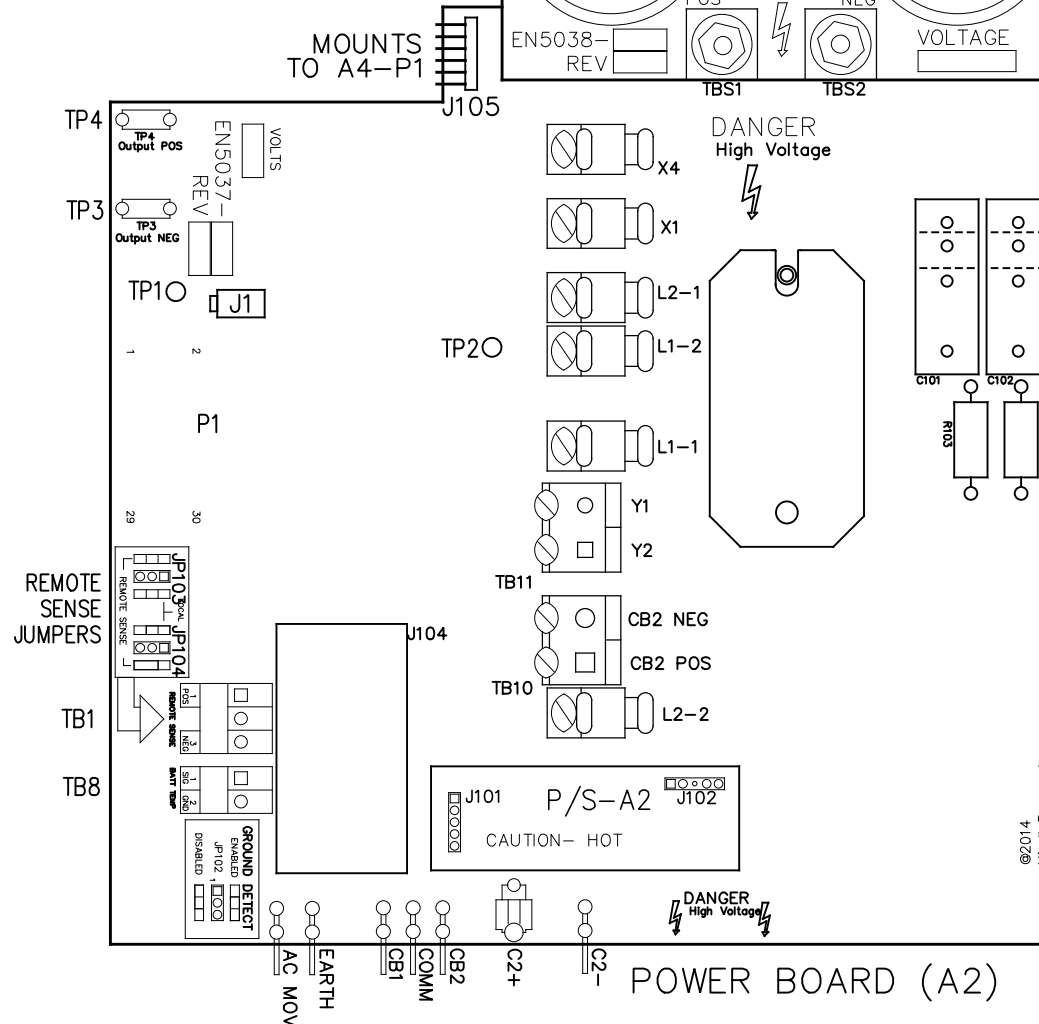 POS
NEG
MOUNTS
TO A4-P1
J105
EN5038-
REV
TBS1
TBS2
VOLTAGE
TP4
TP4
Output POS
EN5037-
REV
VOLTS
TP3
TP3
Output NEG
TP1
J1
1
2
P1
29
30
TP2
X4
X1
L2-1
L1-2
L1-1
Y1
Y2
TB11
CB2 NEG
CB2 POS
TB10
L2-2
DANGER
High Voltage
C101
C102
R103
REMOTE
SENSE
JUMPERS
REMOTE SENSE
JP103
LOCAL
JP104
J104
TB1
REMOTE SENSE
POS
1
NEG
3
TB8
BATT TEMP
SIG
1
GND
2
GROUND DETECT
ENABLED
JP102
1
DISABLED
J101
P/S-A2
J102
CAUTION- HOT
AC MOV
EARTH
CB1
COMM
CB2
C2+
C2-
DANGER
High Voltage
@2014
POWER BOARD (A2)